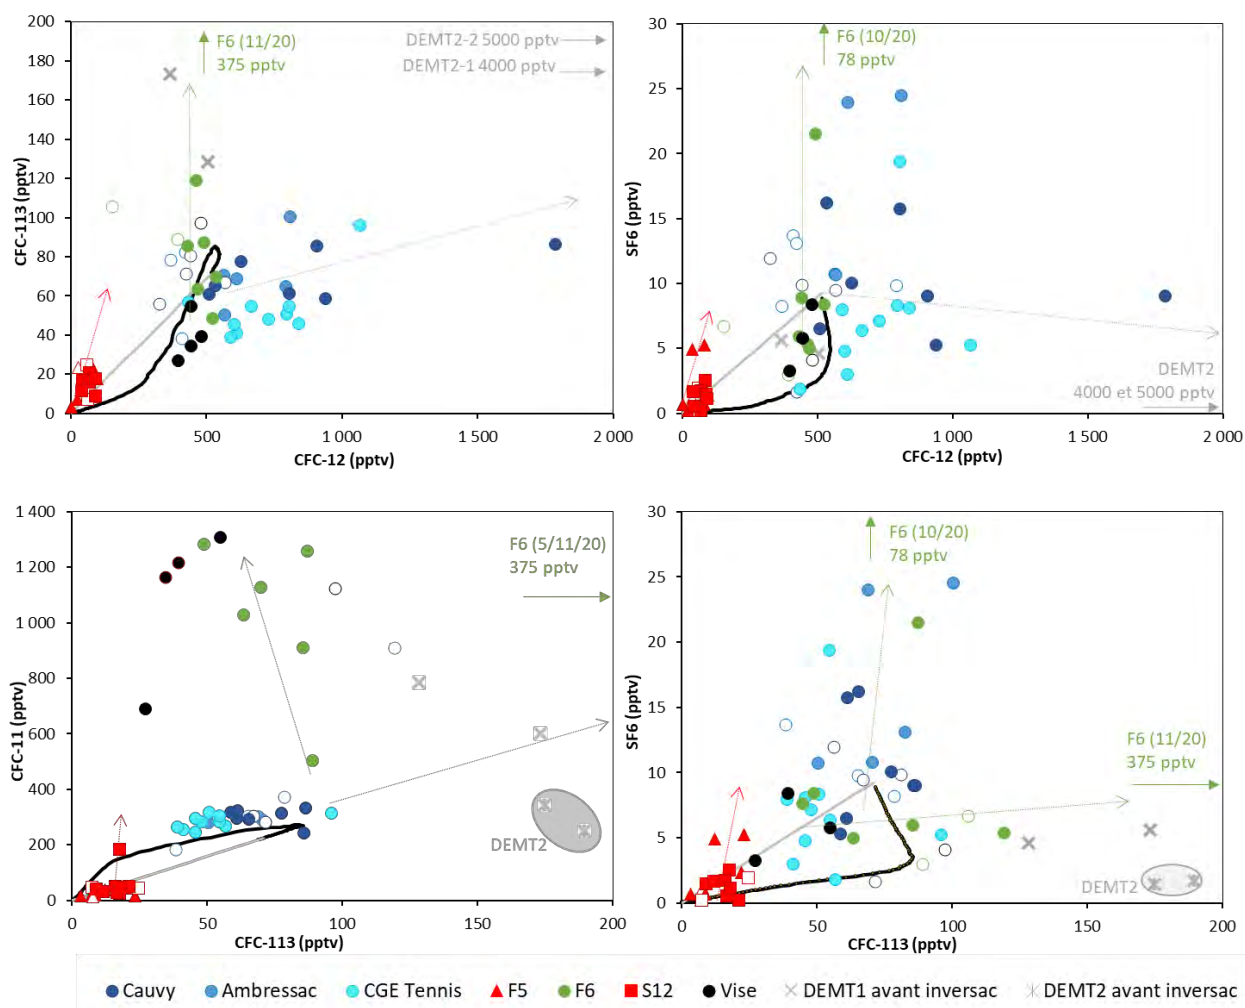 200
180
160
140
120
100
80
60
40
20
0
CFC-113 (pptv)
F6 (11/20)
375 pptv
DEMT2-2 5000 pptv
DEMT2-1 4000 pptv
0
500
1 000
1 500
2 000
CFC-12 (pptv)
30
25
20
15
10
5
0
SF6 (pptv)
F6 (10/20)
78 pptv
DEMT2
4000 et 5000 pptv
0
500
1 000
1 500
2 000
CFC-12 (pptv)
1 400
1 200
1 000
800
600
400
200
0
CFC-11 (pptv)
F6 (5/11/20)
375 pptv
DEMT2
0
50
100
150
200
CFC-113 (pptv)
30
25
20
15
10
5
0
SF6 (pptv)
F6 (10/20)
78 pptv
F6 (11/20)
375 pptv
DEMT2
0
50
100
150
200
CFC-113 (pptv)
Cauvy Ambressac CGE Tennis F5 F6 S12 Vise DEMT1 avant inversac DEMT2 avant inversac